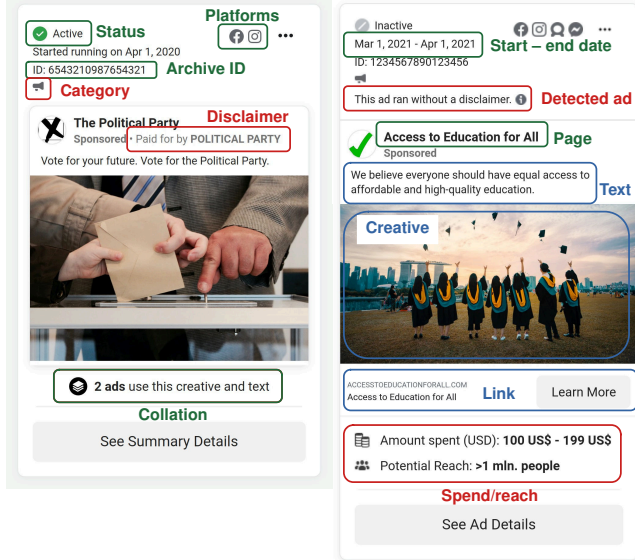 Platforms
Active Status
Started running on Apr 1, 2020
ID: 6543210987654321 Archive ID
Category
Disclaimer
The Political Party
Sponsored • Paid for by POLITICAL PARTY
Vote for your future. Vote for the Political Party.
2 ads use this creative and text
Collation
See Summary Details
Inactive
Mar 1, 2021 - Apr 1, 2021 Start – end date
ID: 1234567890123456
This ad ran without a disclaimer. Detected ad
Access to Education for All Page
Sponsored
We believe everyone should have equal access to
affordable and high-quality education.
Text
Creative
ACCESSTOEDUCATIONFORALL.COM
Access to Education for All Link Learn More
Amount spent (USD): 100 US$ - 199 US$
Potential Reach: >1 mln. people
Spend/reach
See Ad Details